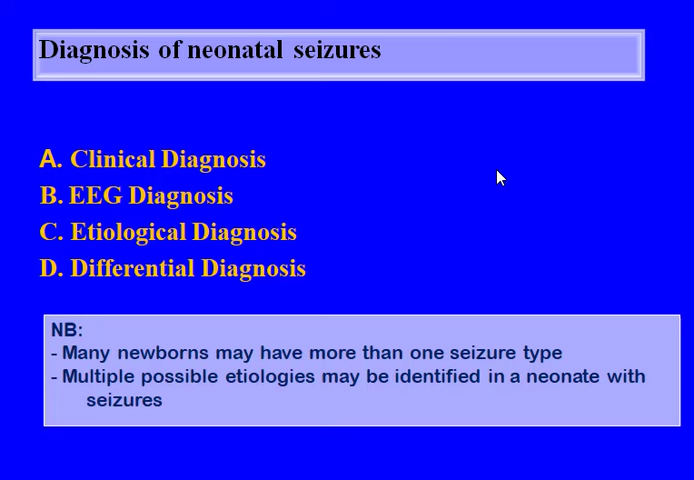 Diagnosis of neonatal seizures
A. Clinical Diagnosis
B. EEG Diagnosis
C. Etiological Diagnosis
D. Differential Diagnosis
NB:
- Many newborns may have more than one seizure type
- Multiple possible etiologies may be identified in a neonate with
seizures